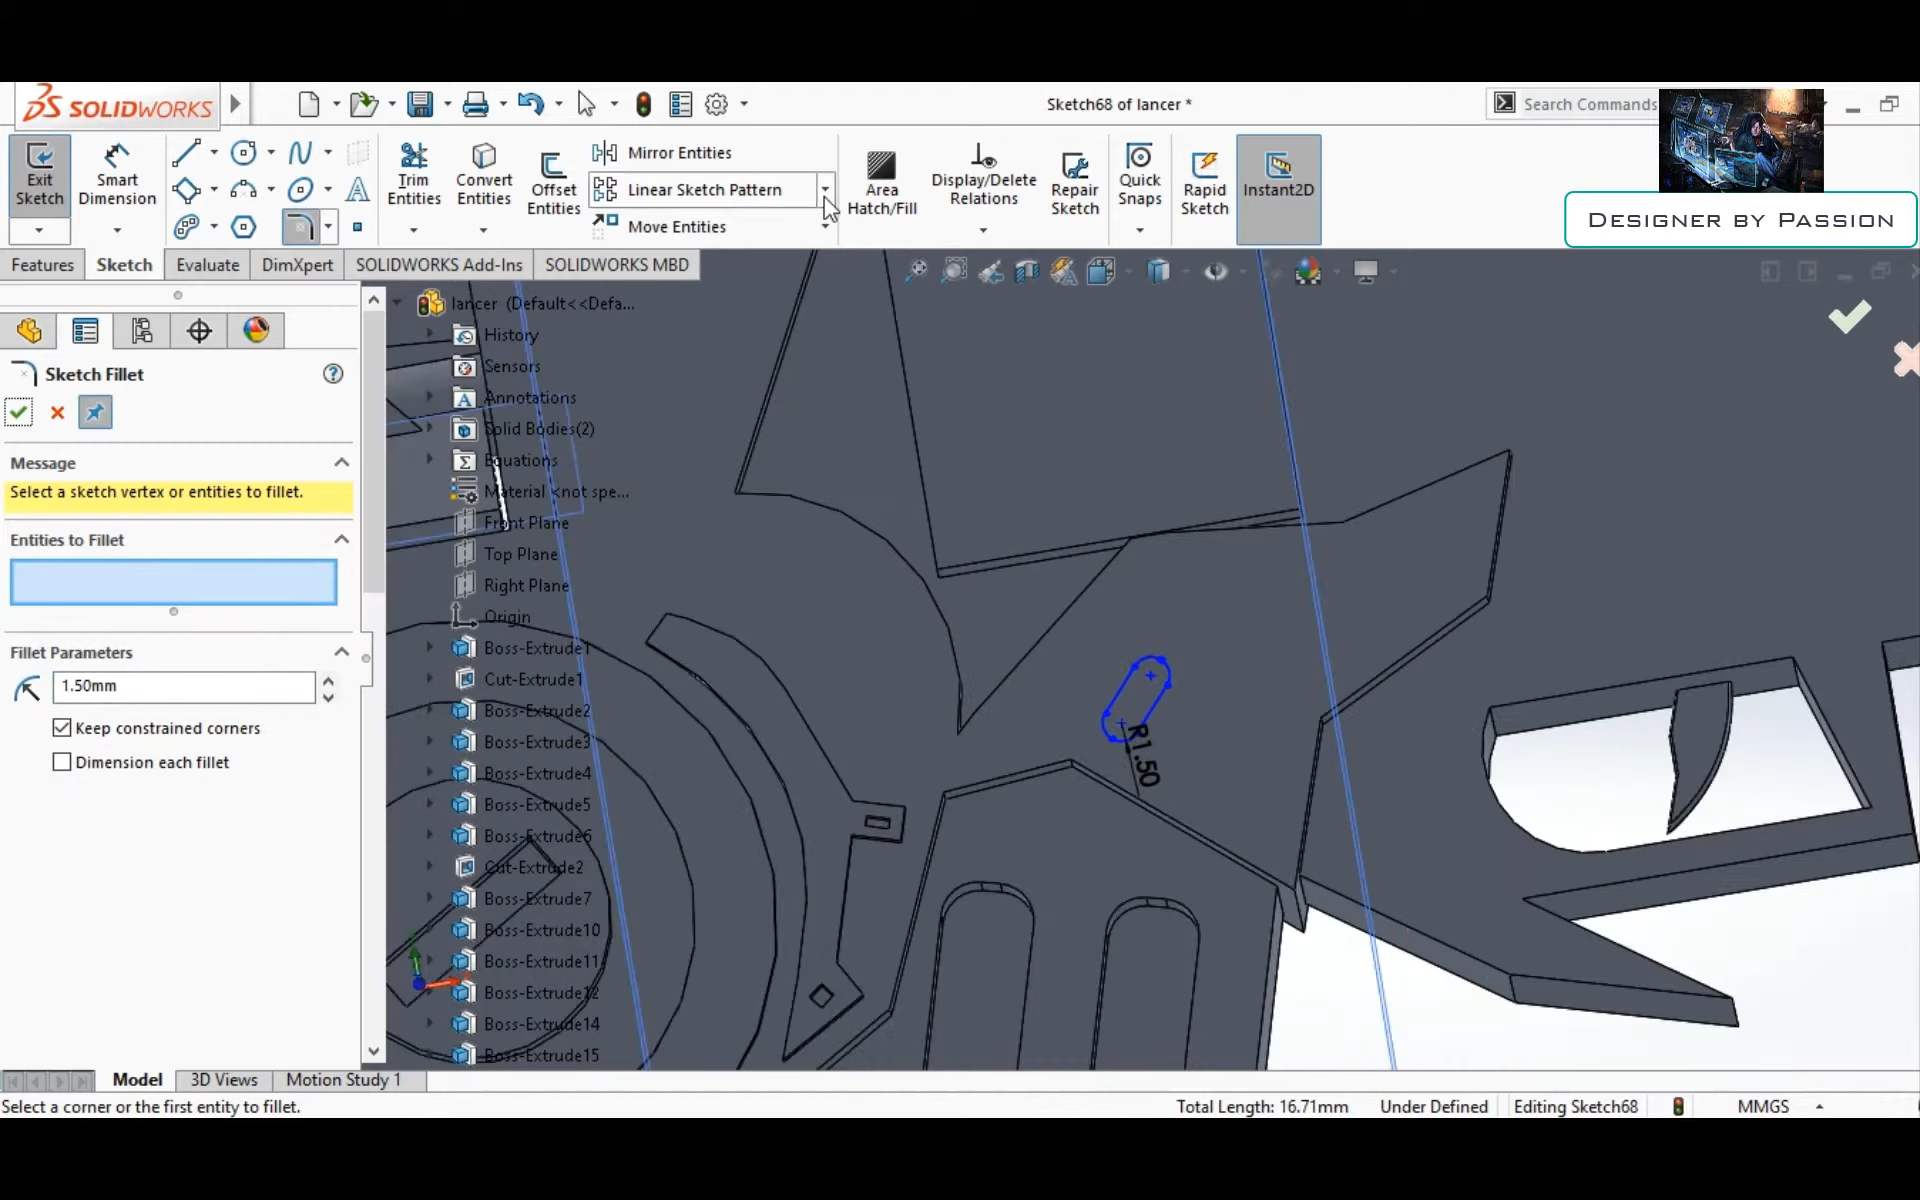 SOLIDWORKS
Sketch68 of lancer *
Search Commands
Exit Sketch
Smart Dimension
Trim Entities
Convert Entities
Offset Entities
Mirror Entities
Linear Sketch Pattern
Move Entities
Area Hatch/Fill
Display/Delete Relations
Repair Sketch
Quick Snaps
Rapid Sketch
Instant2D
DESIGNER BY PASSION
Features
Sketch
Evaluate
DimXpert
SOLIDWORKS Add-Ins
SOLIDWORKS MBD
Sketch Fillet
Message
Select a sketch vertex or entities to fillet.
Entities to Fillet
Fillet Parameters
1.50mm
Keep constrained corners
Dimension each fillet
lancer (Default<<Defa...
History
Sensors
Annotations
Solid Bodies(2)
Equations
Material <not spe...
Front Plane
Top Plane
Right Plane
Origin
Boss-Extrude1
Cut-Extrude1
Boss-Extrude2
Boss-Extrude3
Boss-Extrude4
Boss-Extrude5
Boss-Extrude6
Cut-Extrude2
Boss-Extrude7
Boss-Extrude10
Boss-Extrude11
Boss-Extrude12
Boss-Extrude14
Boss-Extrude15
R1.50
Model
3D Views
Motion Study 1
Select a corner or the first entity to fillet.
Total Length: 16.71mm
Under Defined
Editing Sketch68
MMGS